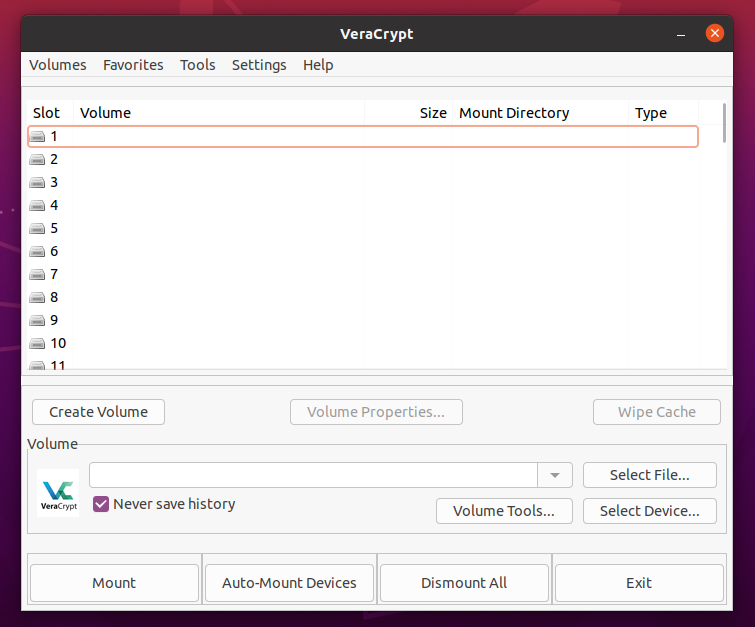 VeraCrypt
Volumes Favorites Tools Settings Help
Slot Volume Size Mount Directory Type
1
2
3
4
5
6
7
8
9
10
11
Create Volume Volume Properties... Wipe Cache
Volume
Select File...
VeraCrypt
Never save history
Volume Tools... Select Device...
Mount Auto-Mount Devices Dismount All Exit